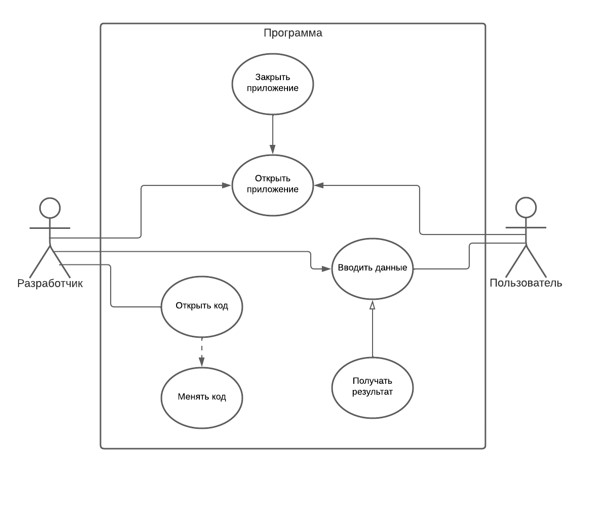 Программа
Закрыть
приложение
Открыть
приложение
Разработчик
Пользователь
Вводить данные
Открыть код
Менять код
Получать
результат